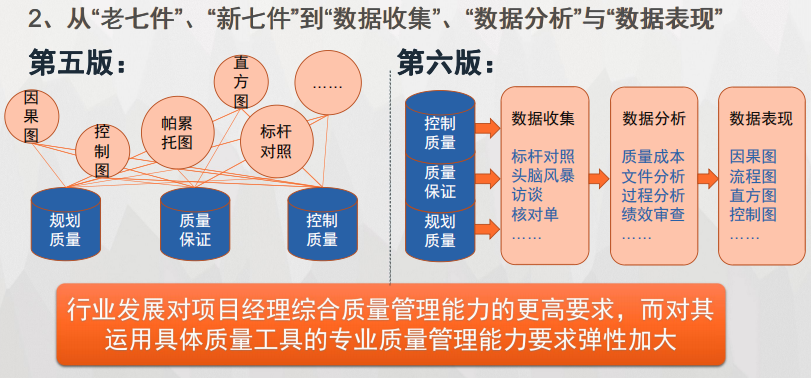 2、从“老七件”、“新七件”到“数据收集”、“数据分析”与“数据表现”
第五版：
因
果
图
控
制
图
帕累
托图
直
方
图
标杆
对照
……
规划
质量
质量
保证
控制
质量
第六版：
控制
质量
质量
保证
规划
质量
数据收集
标杆对照
头脑风暴
访谈
核对单
……
数据分析
质量成本
文件分析
过程分析
绩效审查
……
数据表现
因果图
流程图
直方图
控制图
……
行业发展对项目经理综合质量管理能力的更高要求，而对其
运用具体质量工具的专业质量管理能力要求弹性加大